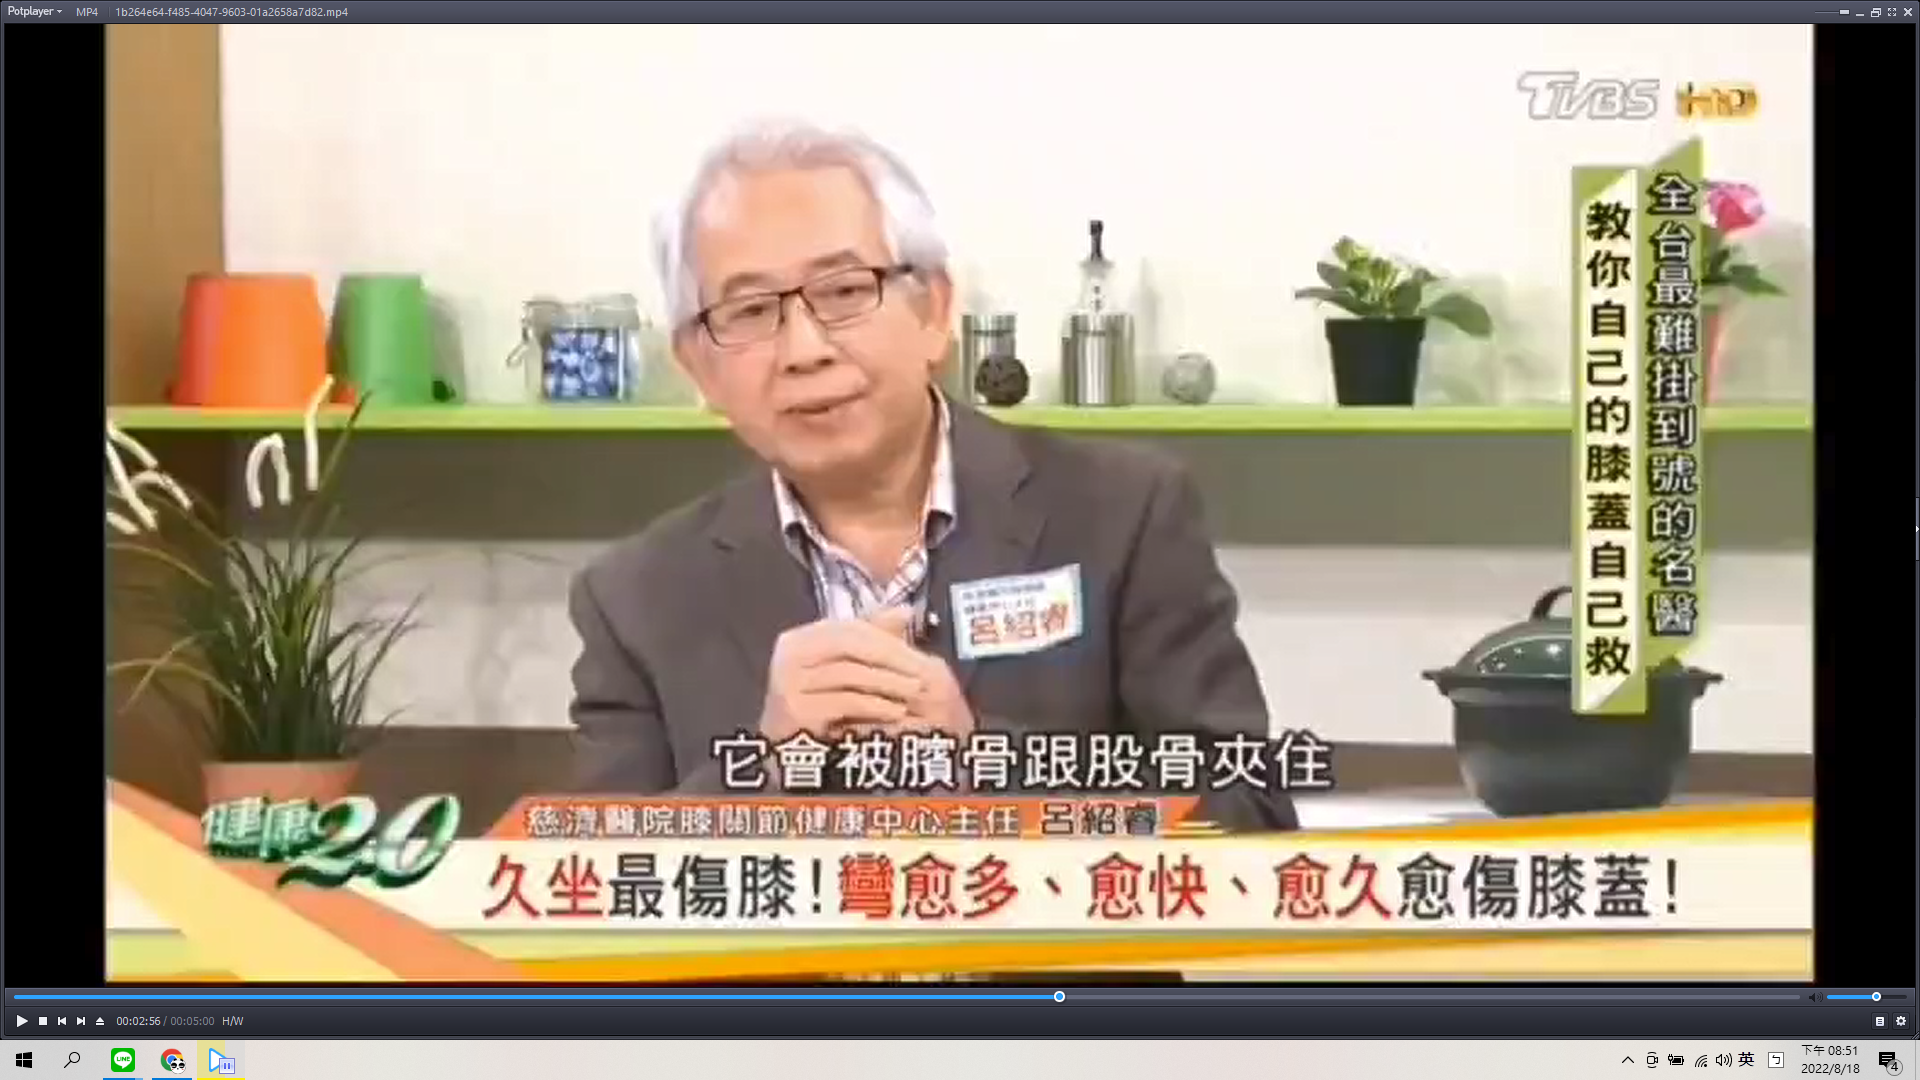 Potplayer MP4 1b264e64-f485-4047-9603-01a2658a7d82.mp4
TVBS HD
全台最難掛到號的名醫
教你自己的膝蓋自己救
呂紹睿
它會被臏骨跟股骨夾住
健康2.0
慈濟醫院膝關節健康中心主任 呂紹睿
久坐最傷膝!彎愈多、愈快、愈久愈傷膝蓋!
00:02:56 / 00:05:00 H/W
LINE
英
ㄅ
下午 08:51
2022/8/18
4